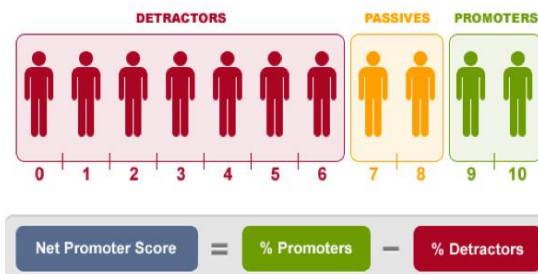 DETRACTORS PASSIVES PROMOTERS
0 1 2 3 4 5 6 7 8 9 10
Net Promoter Score = % Promoters − % Detractors